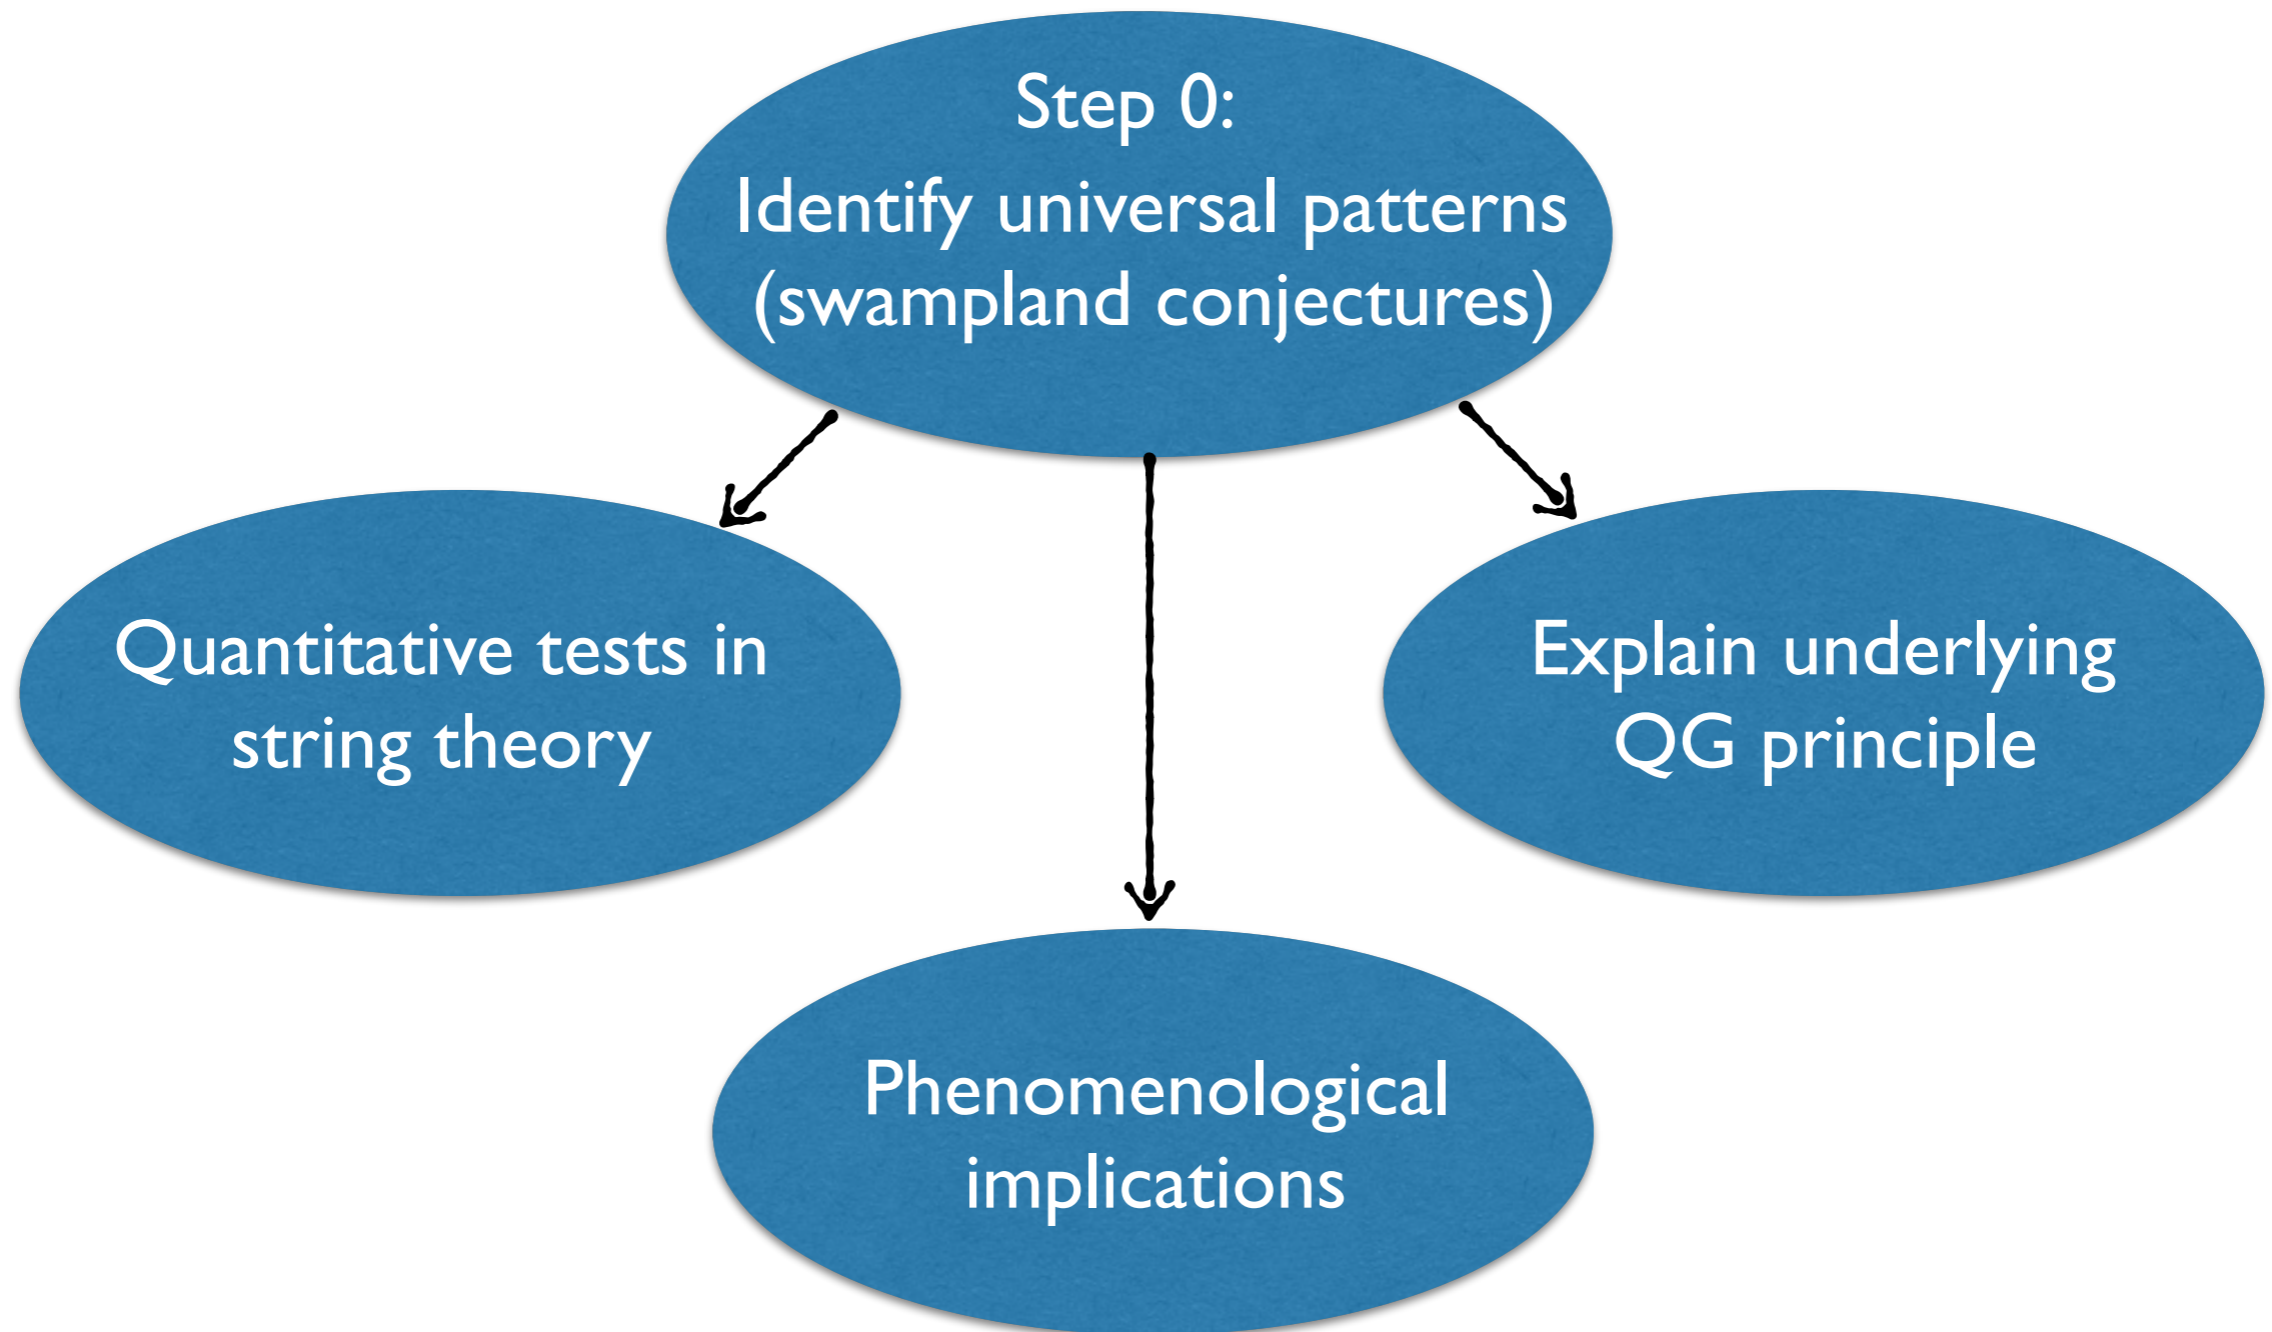 Step 0:
Identify universal patterns
(swampland conjectures)
Quantitative tests in
string theory
Explain underlying
QG principle
Phenomenological
implications